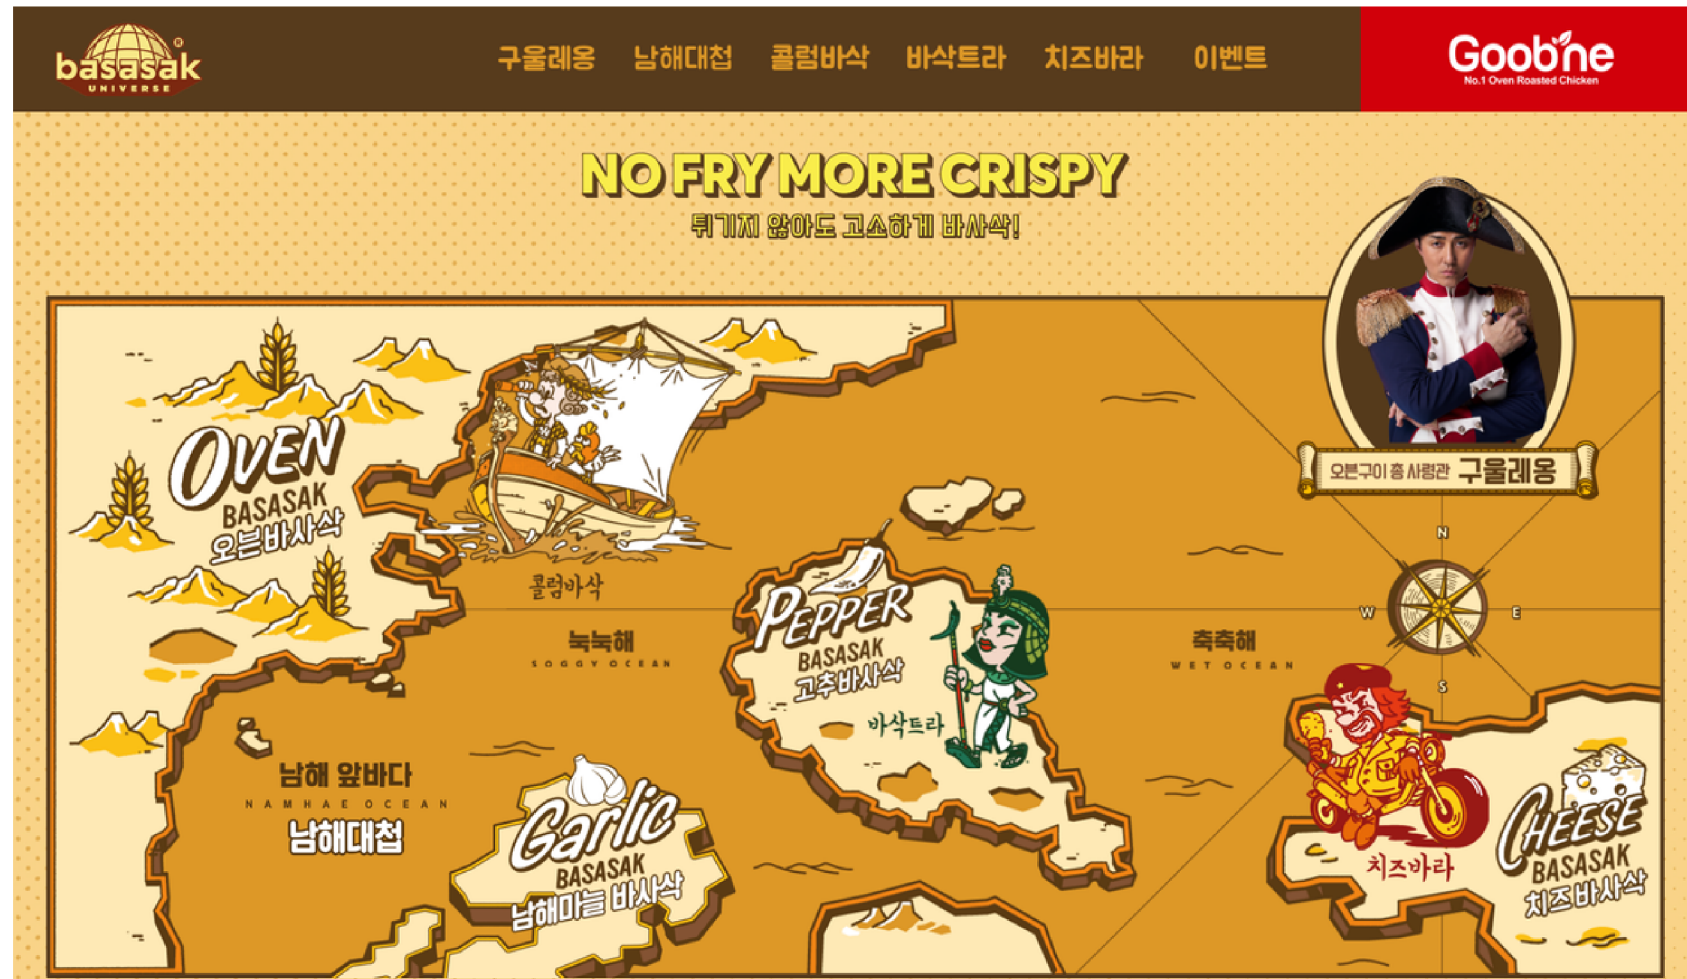 basasak®
UNIVERSE
구울레옹 남해대첩 콜럼바삭 바삭트라 치즈바라 이벤트
Goobne
No.1 Oven Roasted Chicken
NO FRY MORE CRISPY
튀기지 않아도 고소하게 바사삭!
오븐구이 총 사령관 구울레옹
OVEN
BASASAK
오븐바사삭
콜럼바삭
눅눅해
SOGGY OCEAN
PEPPER
BASASAK
고추바사삭
바삭트라
축축해
WET OCEAN
N
W
E
S
남해 앞바다
NAMHAE OCEAN
남해대첩
Garlic
BASASAK
남해마늘 바사삭
치즈바라
CHEESE
BASASAK
치즈바사삭